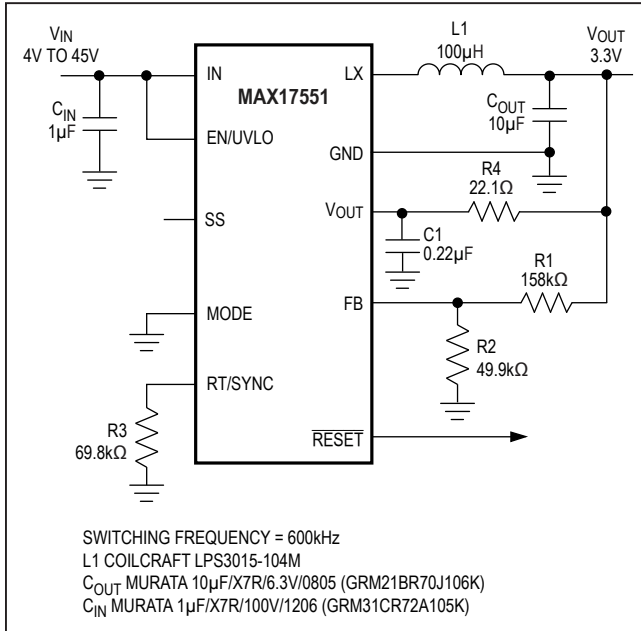 VIN
4V TO 45V
CIN
1µF
IN
EN/UVLO
SS
MODE
RT/SYNC
R3
69.8kΩ
MAX17551
LX
GND
VOUT
FB
RESET
L1
100µH
VOUT
3.3V
COUT
10µF
R4
22.1Ω
C1
0.22µF
R1
158kΩ
R2
49.9kΩ
SWITCHING FREQUENCY = 600kHz
L1 COILCRAFT LPS3015-104M
COUT MURATA 10µF/X7R/6.3V/0805 (GRM21BR70J106K)
CIN MURATA 1µF/X7R/100V/1206 (GRM31CR72A105K)